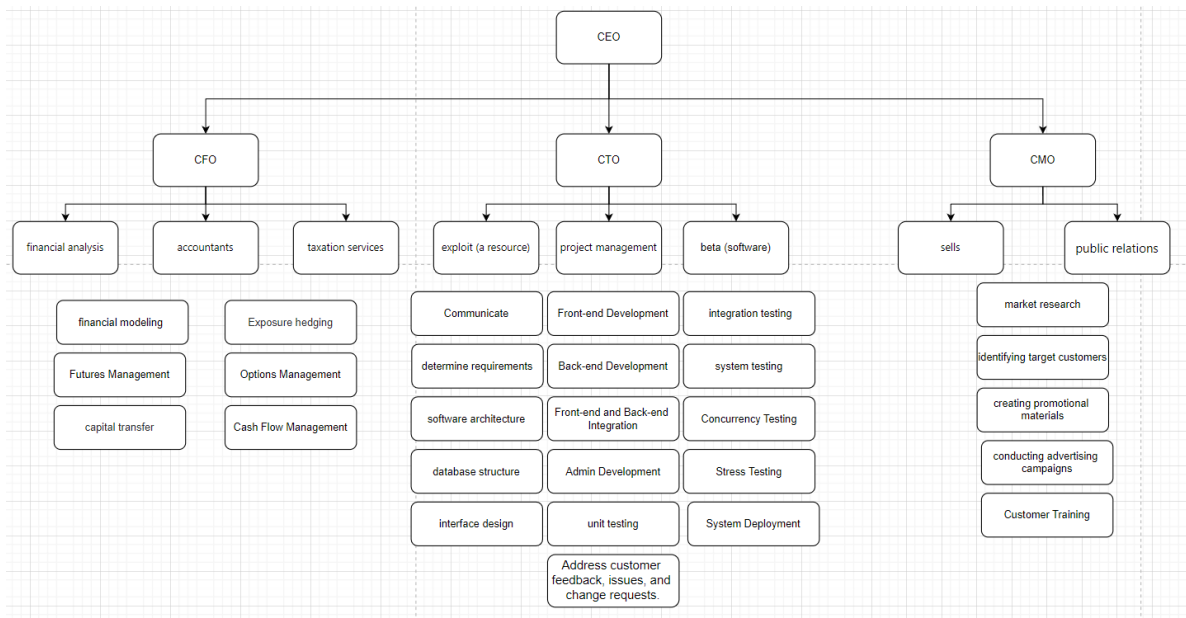 CEO
CFO
CTO
CMO
financial analysis
accountants
taxation services
exploit (a resource)
project management
beta (software)
sells
public relations
financial modeling
Exposure hedging
Futures Management
Options Management
capital transfer
Cash Flow Management
Communicate
Front-end Development
integration testing
determine requirements
Back-end Development
system testing
software architecture
Front-end and Back-end
Integration
Concurrency Testing
database structure
Admin Development
Stress Testing
interface design
unit testing
System Deployment
Address customer
feedback, issues, and
change requests.
market research
identifying target customers
creating promotional
materials
conducting advertising
campaigns
Customer Training